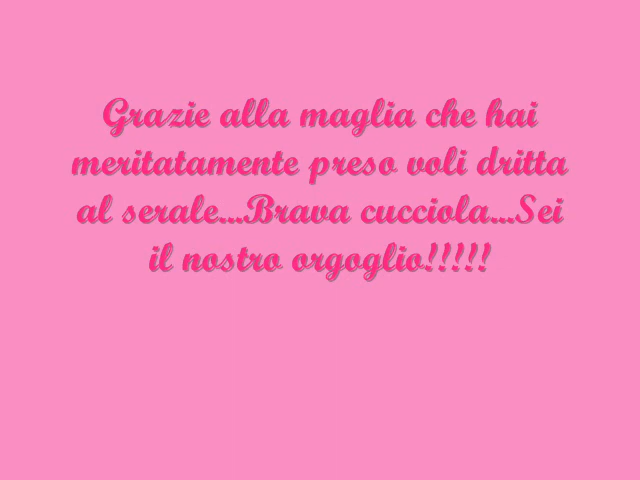 Grazie alla maglia che hai
meritatamente preso voli dritta
al serale...Brava cucciola...Sei
il nostro orgoglio!!!!!